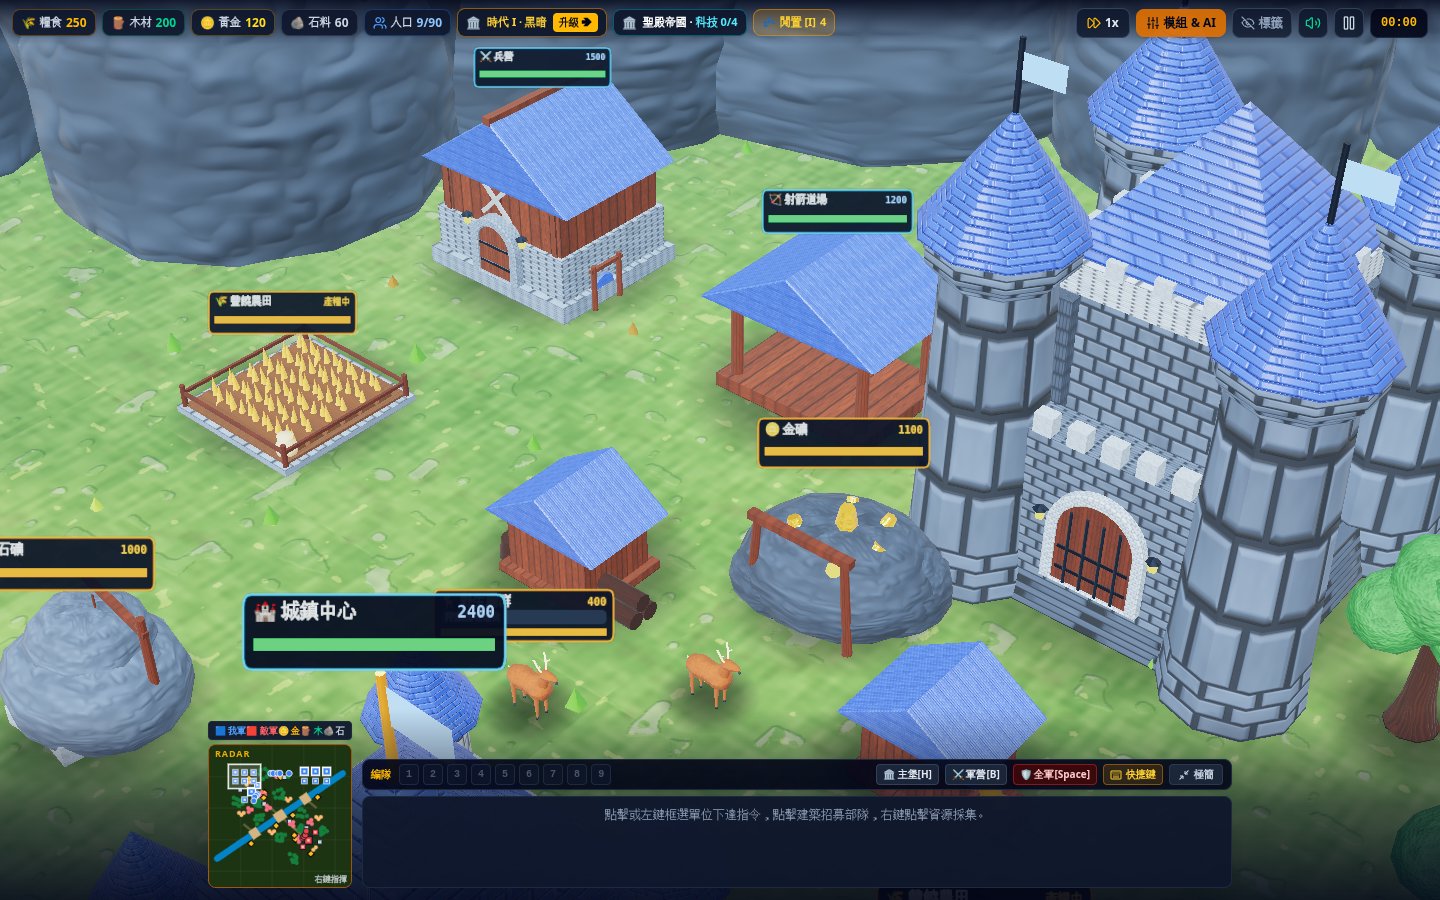 糧食 250
木材 200
黃金 120
石料 60
人口 9/90
時代 I · 黑暗 升級
聖殿帝國 · 科技 0/4
閒置 [I] 4
1x
模組 & AI
標籤
00:00
兵營 1500
射箭道場 1200
豐饒農田 產糧中
金礦 1100
石礦 1000
城鎮中心 2400
400
我軍 敵軍 金 木 石
RADAR
右鍵指揮
編隊 1 2 3 4 5 6 7 8 9
主堡[H]
軍營[B]
全軍[Space]
快捷鍵
極簡
點擊或左鍵框選單位下達指令，點擊建築招募部隊，右鍵點擊資源採集。